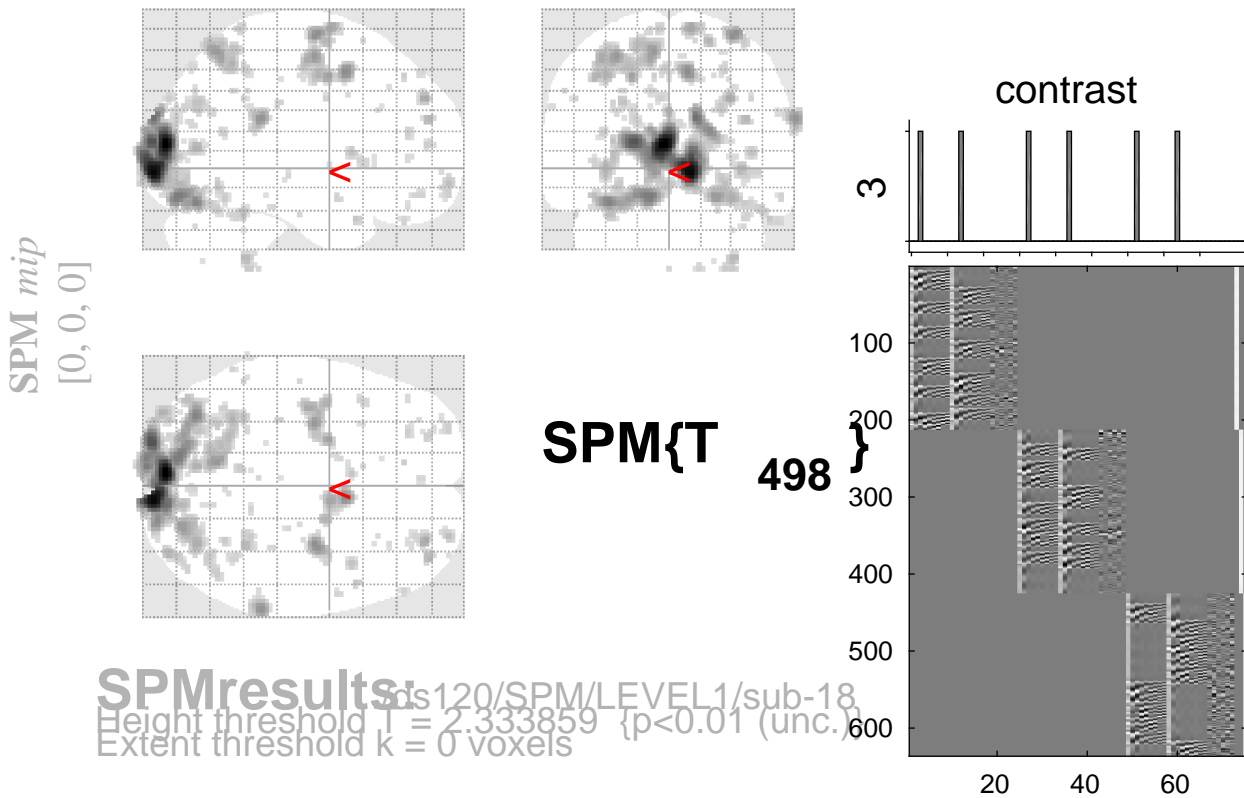 SPM mip
[0, 0, 0]
<
<
<
SPM{T498}
SPMresults: /ds120/SPM/LEVEL1/sub-18
Height threshold T = 2.333859 {p<0.01 (unc.)}
Extent threshold k = 0 voxels
contrast
3
100
200
300
400
500
600
20 40 60